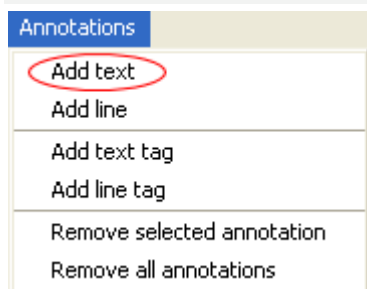 Annotations
Add text
Add line
Add text tag
Add line tag
Remove selected annotation
Remove all annotations